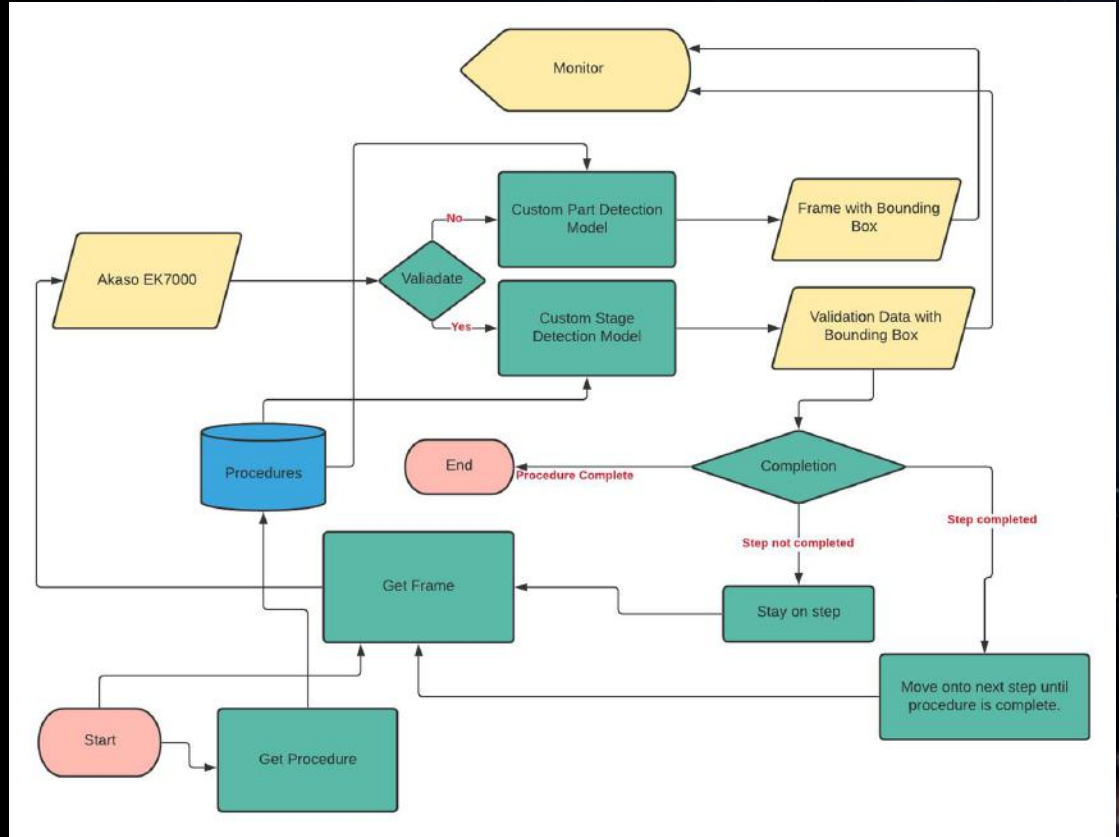 Monitor
Custom Part Detection
Model
Frame with Bounding
Box
No
Akaso EK7000
Valiadate
Yes
Custom Stage
Detection Model
Validation Data with
Bounding Box
Procedures
End
Procedure Complete
Completion
Step completed
Step not completed
Get Frame
Stay on step
Move onto next step until
procedure is complete.
Start
Get Procedure